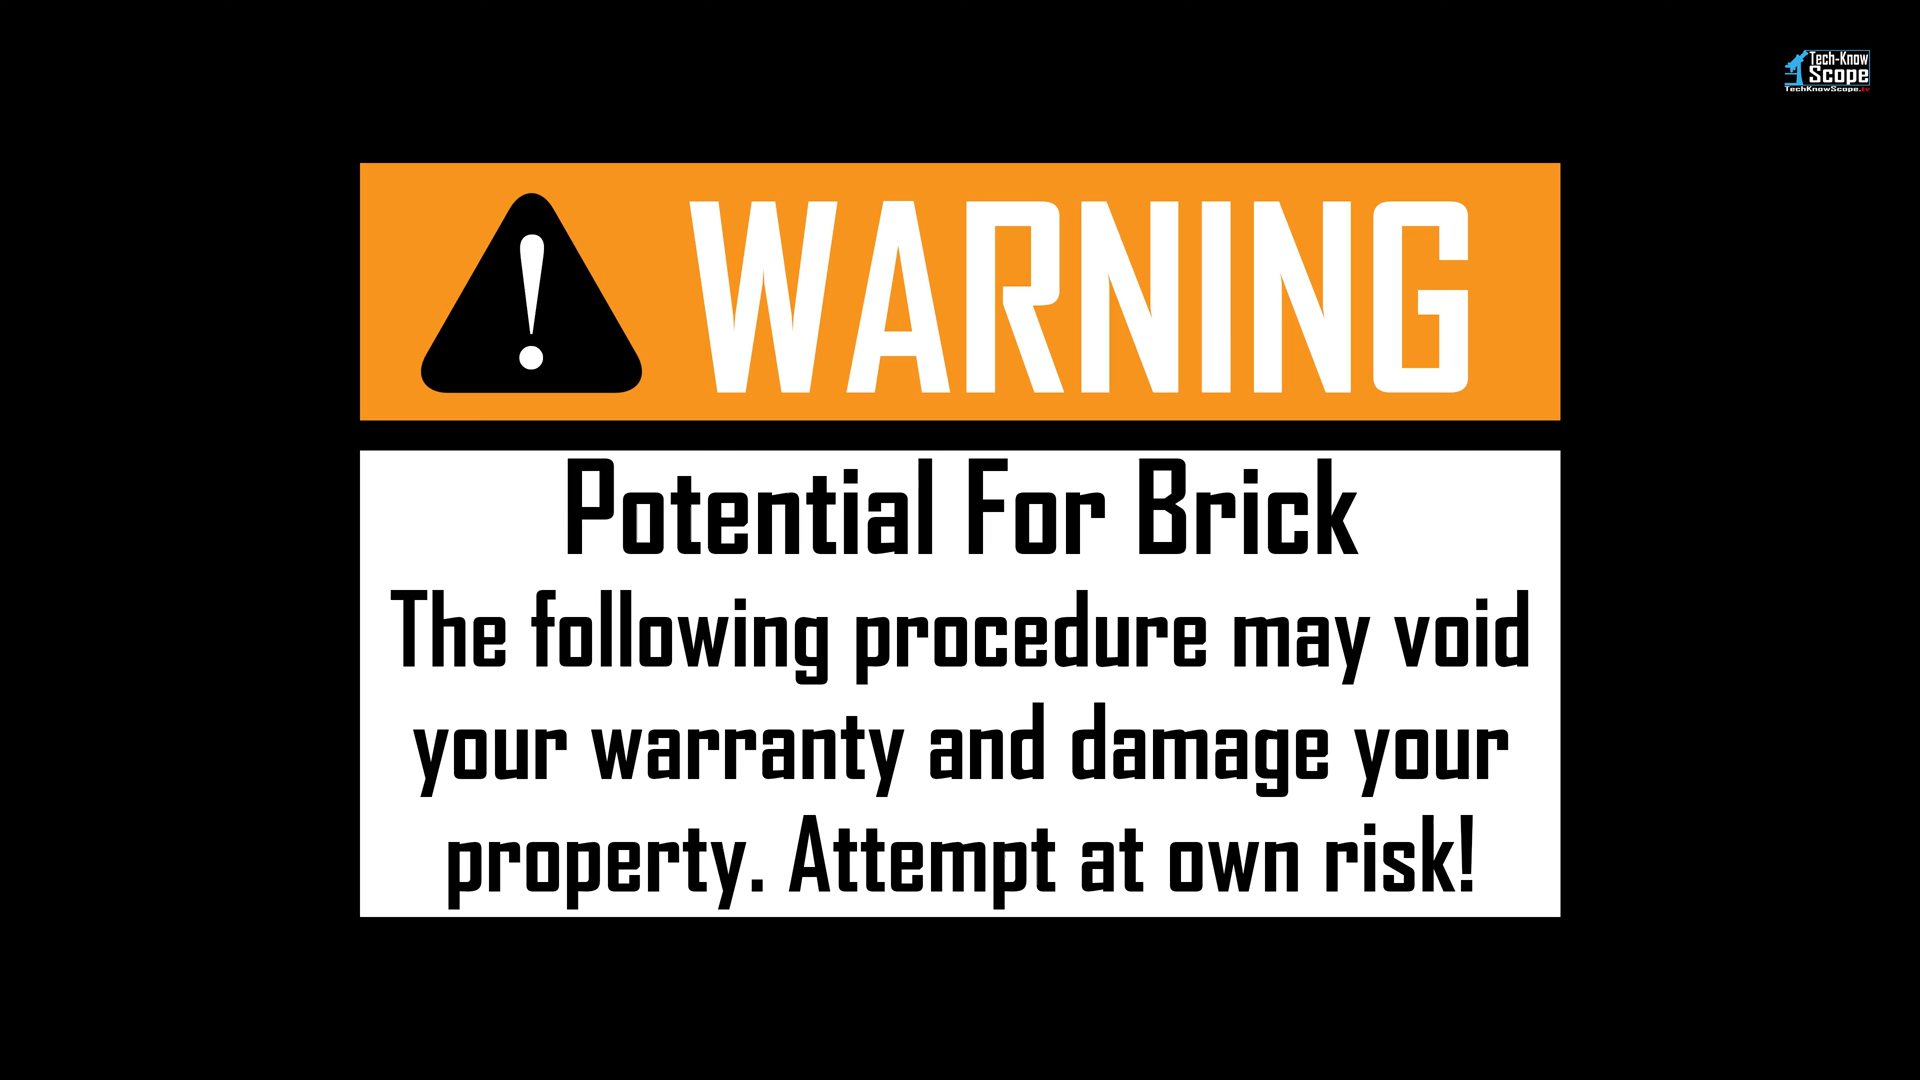 Tech-Know
Scope
TechKnowScope.tv
WARNING
Potential For Brick
The following procedure may void
your warranty and damage your
property. Attempt at own risk!